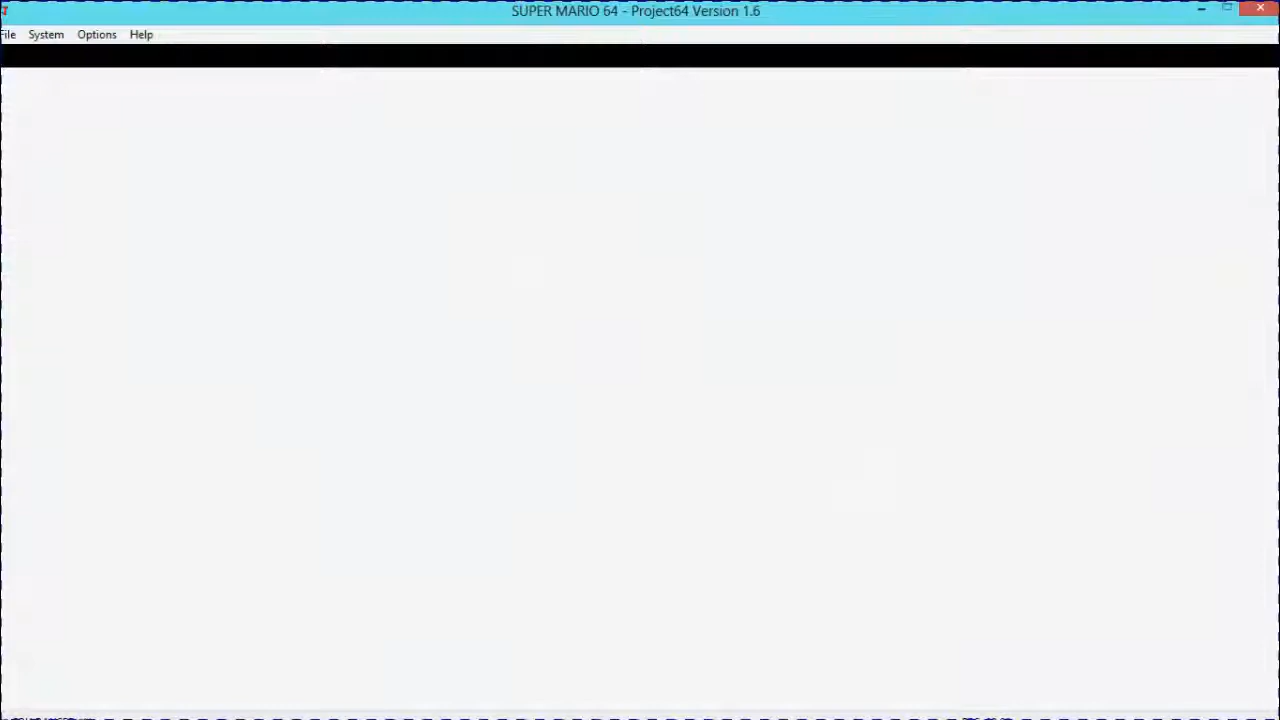 SUPER MARIO 64 - Project64 Version 1.6
File System Options Help